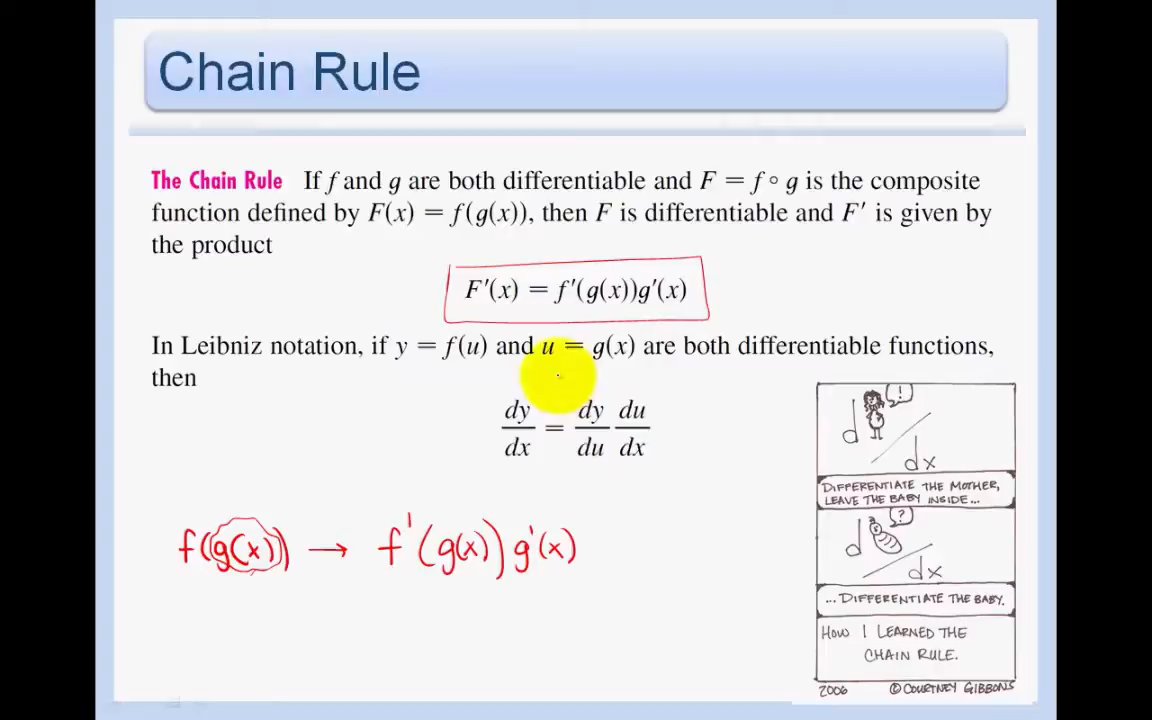 Chain Rule
The Chain Rule If f and g are both differentiable and F = f ∘ g is the composite
function defined by F(x) = f(g(x)), then F is differentiable and F′ is given by
the product
F′(x) = f′(g(x))g′(x)
In Leibniz notation, if y = f(u) and u = g(x) are both differentiable functions,
then
dy/dx = dy/du du/dx
f(g(x)) → f'(g(x)) g'(x)
d !
dx
DIFFERENTIATE THE MOTHER,
LEAVE THE BABY INSIDE...
d ?
dx
...DIFFERENTIATE THE BABY.
HOW I LEARNED THE
CHAIN RULE.
2006 © COURTNEY GIBBONS